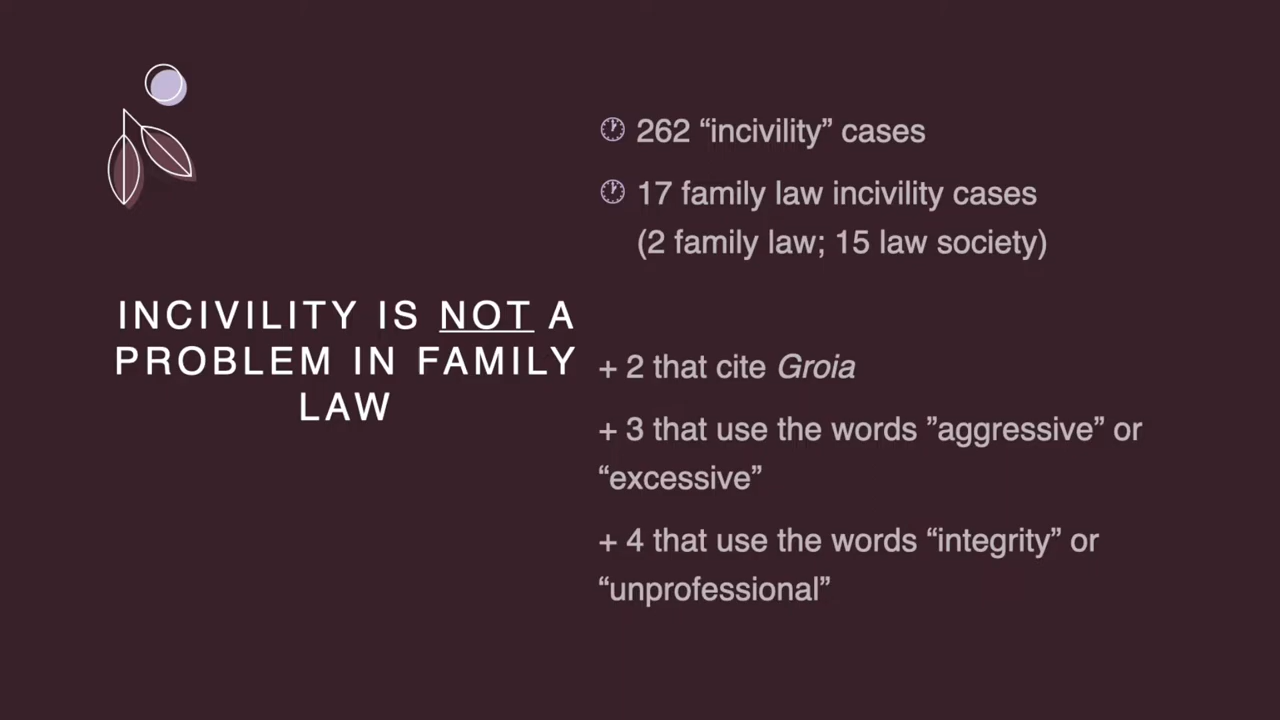 INCIVILITY IS NOT A
PROBLEM IN FAMILY
LAW
262 “incivility” cases
17 family law incivility cases
(2 family law; 15 law society)
+ 2 that cite Groia
+ 3 that use the words ”aggressive” or
“excessive”
+ 4 that use the words “integrity” or
“unprofessional”